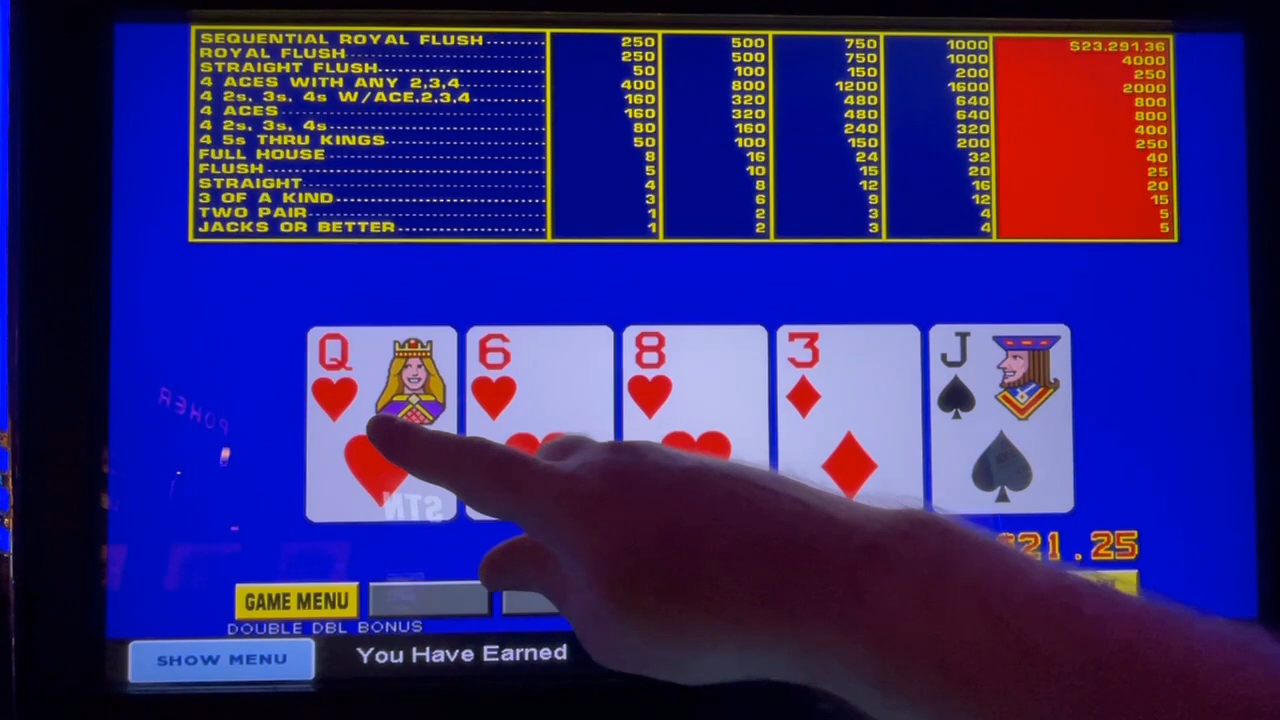 SEQUENTIAL ROYAL FLUSH 250 500 750 1000 $23,291.36
ROYAL FLUSH 250 500 750 1000 4000
STRAIGHT FLUSH 50 100 150 200 250
4 ACES WITH ANY 2,3,4 400 800 1200 1600 2000
4 2s, 3s, 4s W/ACE,2,3,4 160 320 480 640 800
4 ACES 160 320 480 640 800
4 2s, 3s, 4s 80 160 240 320 400
4 5s THRU KINGS 50 100 150 200 250
FULL HOUSE 8 16 24 32 40
FLUSH 5 10 15 20 25
STRAIGHT 4 8 12 16 20
3 OF A KIND 3 6 9 12 15
TWO PAIR 1 2 3 4 5
JACKS OR BETTER 1 2 3 4 5
Q 6 8 3 J
POKER
STN
$21.25
GAME MENU
DOUBLE DBL BONUS
SHOW MENU
You Have Earned